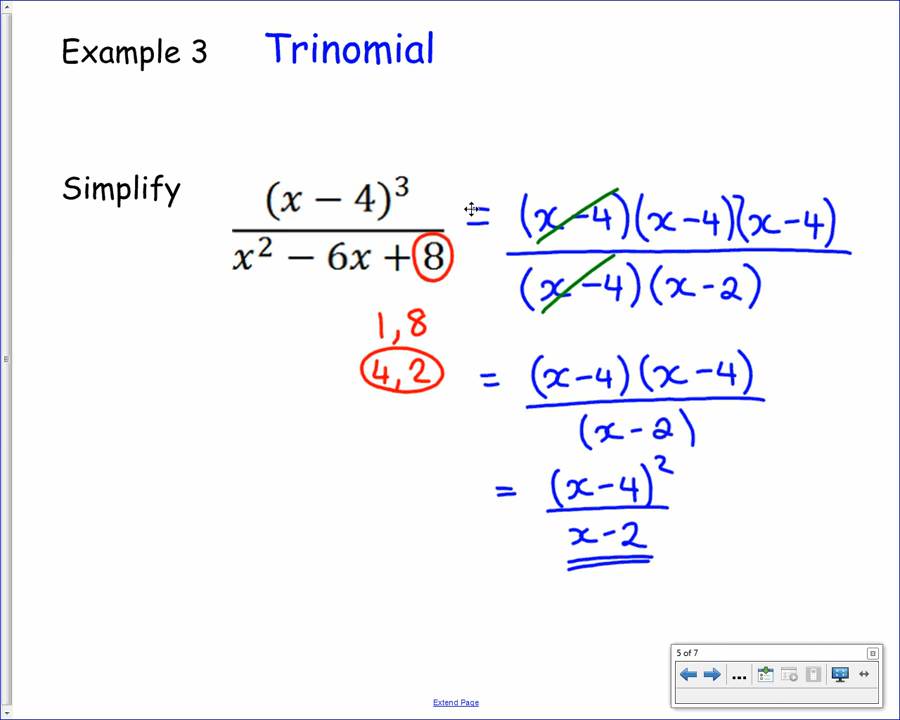 Example 3 Trinomial
Simplify (x − 4)³ / (x² − 6x + 8) = (x−4)(x−4)(x−4) / (x−4)(x−2)
1, 8
4, 2
= (x−4)(x−4) / (x−2)
= (x−4)² / x−2
5 of 7
...
Extend Page